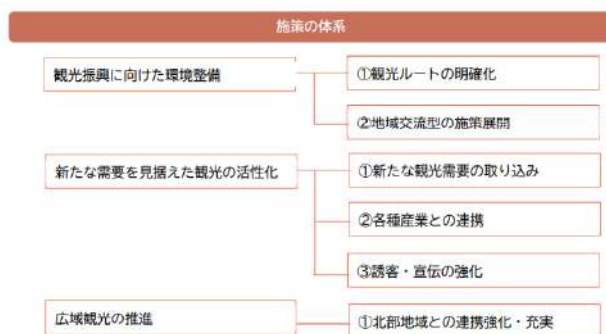 施策の体系
観光振興に向けた環境整備
①観光ルートの明確化
②地域交流型の施策展開
新たな需要を見据えた観光の活性化
①新たな観光需要の取り込み
②各種産業との連携
③誘客・宣伝の強化
広域観光の推進
①北部地域との連携強化・充実